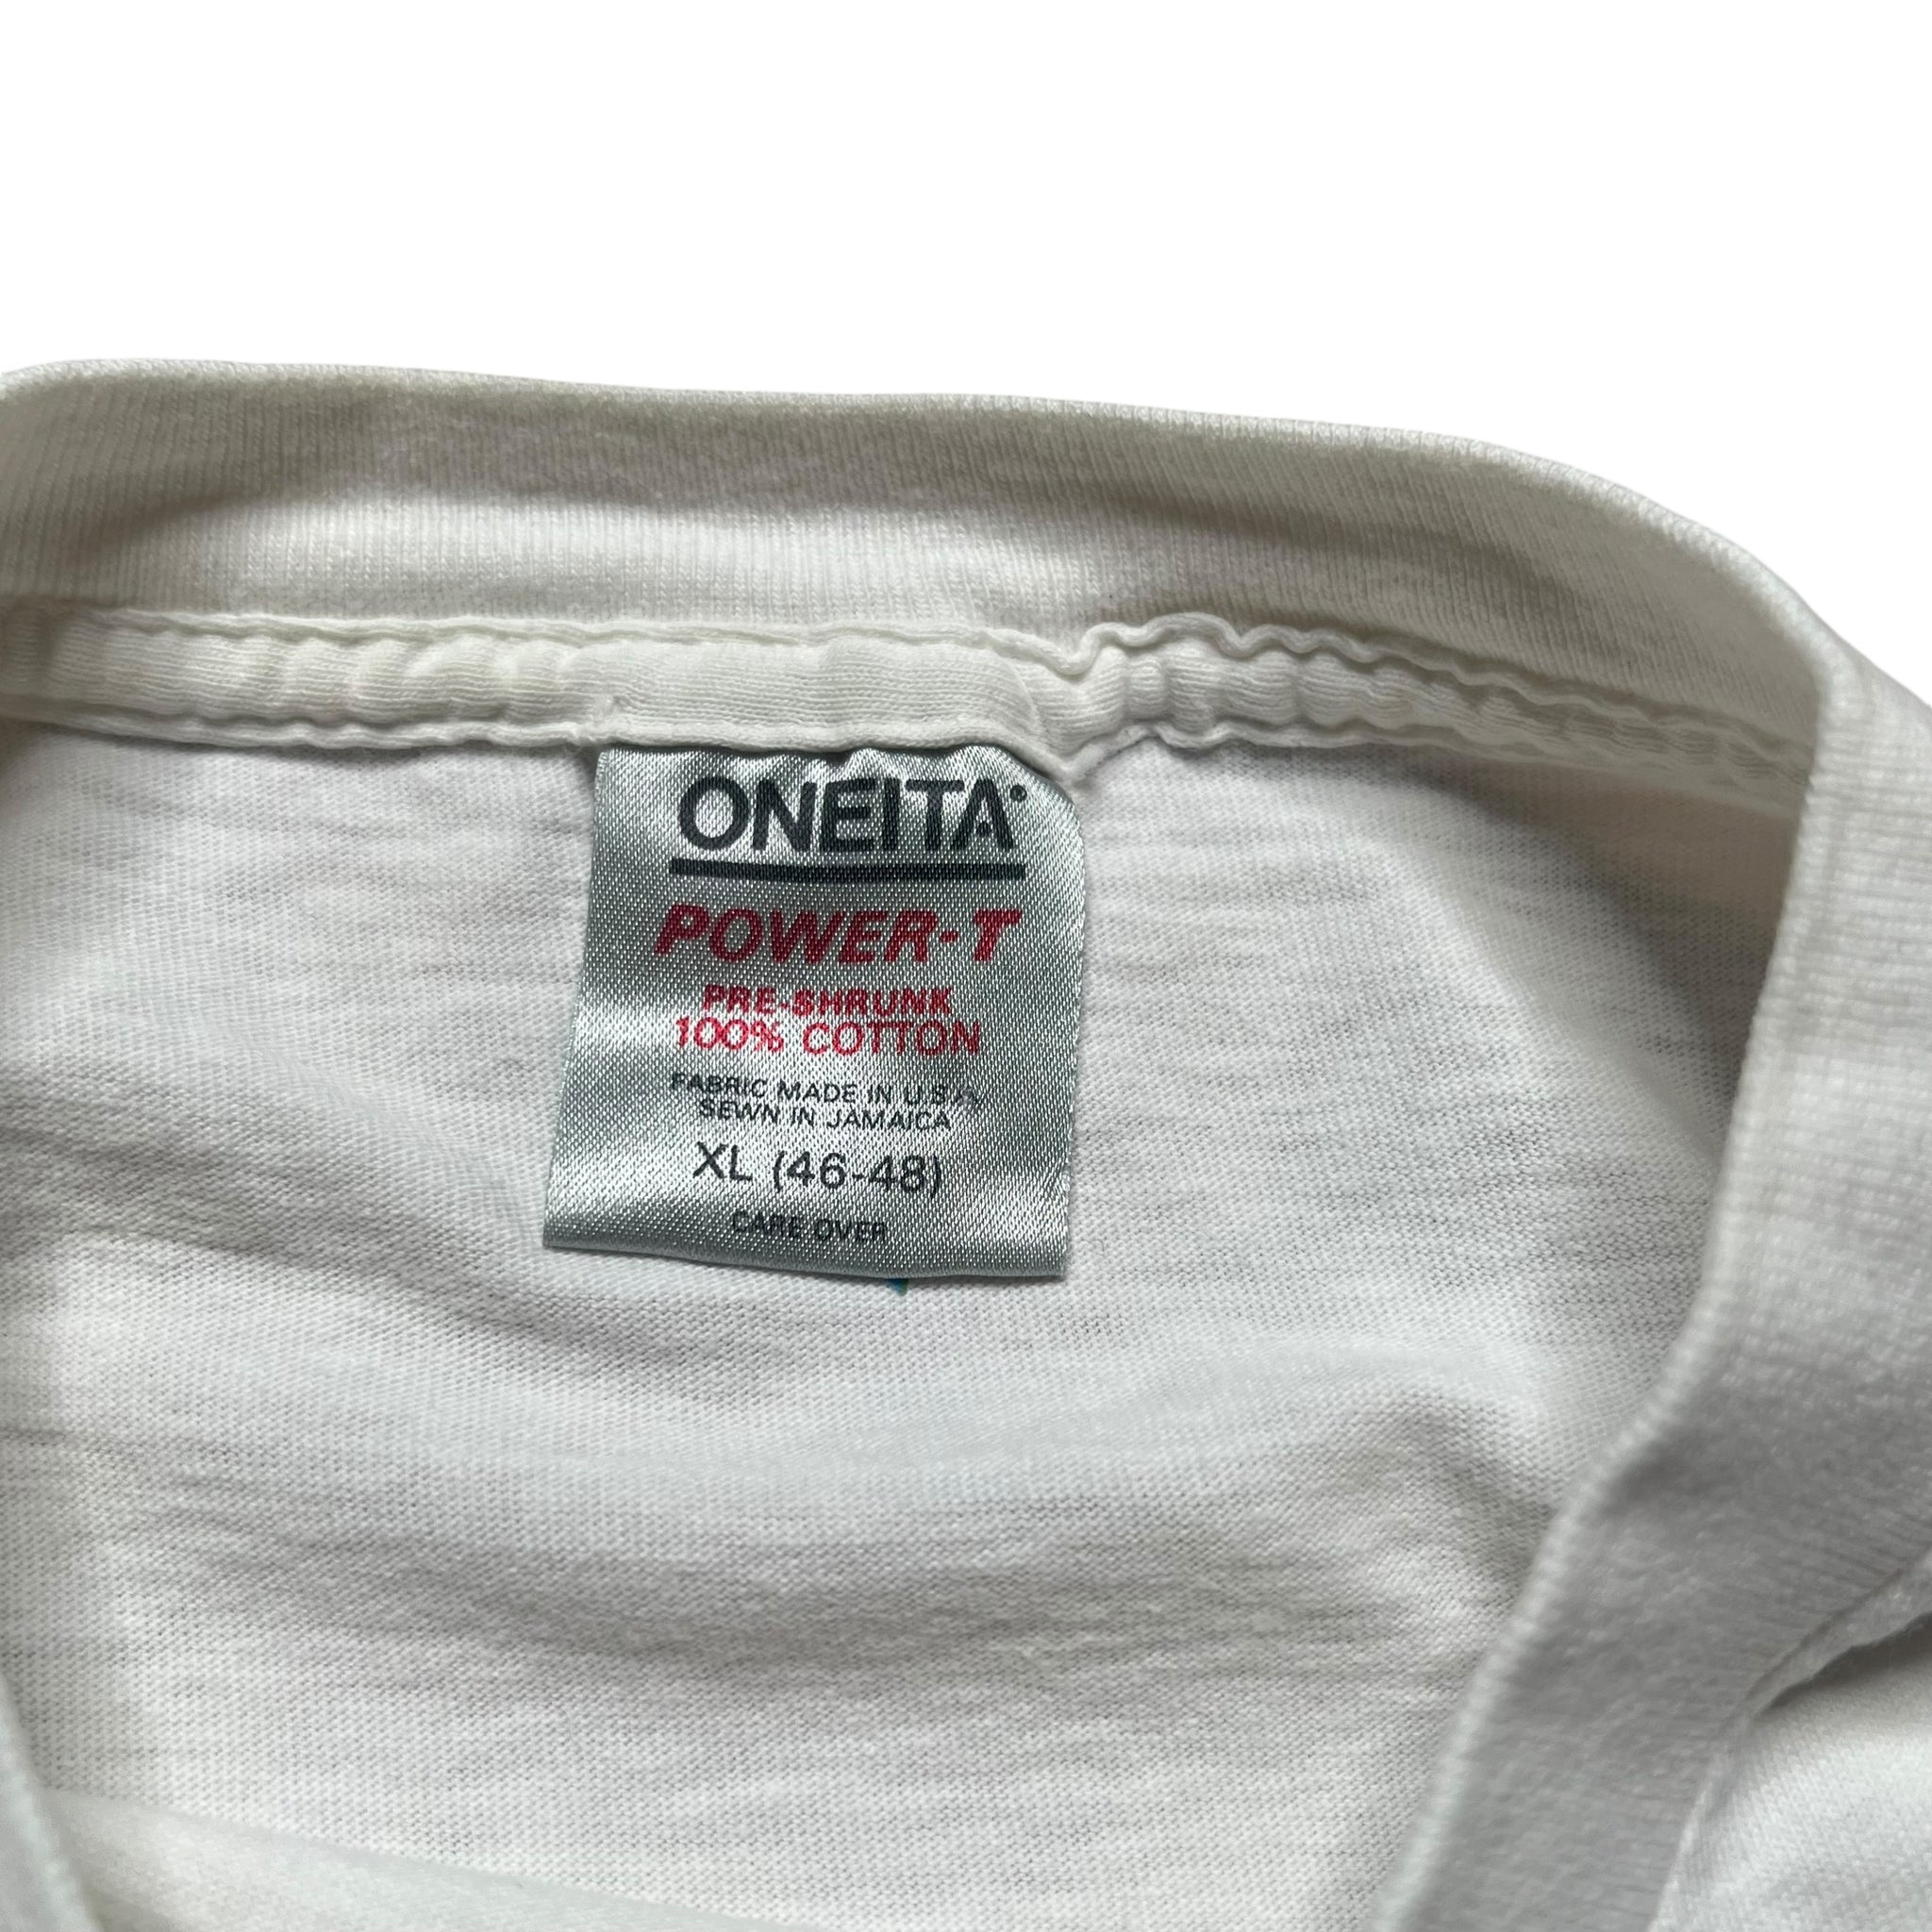 ONEITA
POWER-T
PRE-SHRUNK
100% COTTON
FABRIC MADE IN U.S.A.
SEWN IN JAMAICA
XL (46-48)
CARE OVER